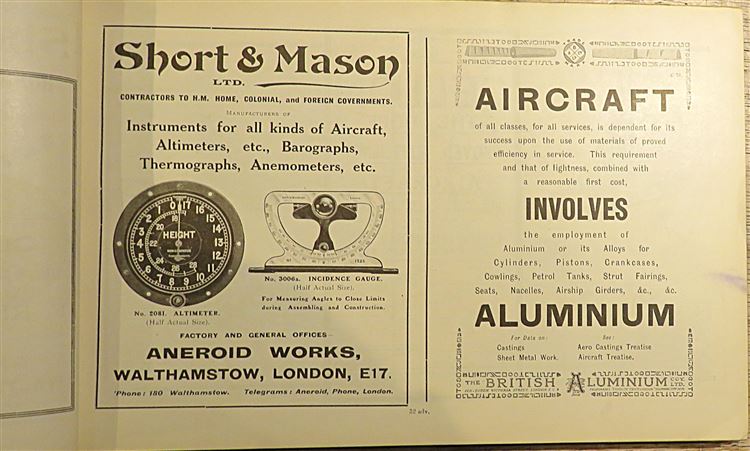 Short & Mason
LTD.
CONTRACTORS TO H.M. HOME, COLONIAL, and FOREIGN GOVERNMENTS.
MANUFACTURERS OF
Instruments for all kinds of Aircraft,
Altimeters, etc., Barographs,
Thermographs, Anemometers, etc.
HEIGHT
No. 2081. ALTIMETER.
(Half Actual Size).
No. 3006a. INCIDENCE GAUGE.
(Half Actual Size).
For Measuring Angles to Close Limits
during Assembling and Construction.
FACTORY AND GENERAL OFFICES—
ANEROID WORKS,
WALTHAMSTOW, LONDON, E17.
'Phone: 180 Walthamstow. Telegrams: Aneroid, Phone, London.
32 adv.
AIRCRAFT
of all classes, for all services, is dependent for its
success upon the use of materials of proved
efficiency in service. This requirement
and that of lightness, combined with
a reasonable first cost,
INVOLVES
the employment of
Aluminium or its Alloys for
Cylinders, Pistons, Crankcases,
Cowlings, Petrol Tanks, Strut Fairings,
Seats, Nacelles, Airship Girders, &c., &c.
ALUMINIUM
For Data on: See:
Castings Aero Castings Treatise
Sheet Metal Work. Aircraft Treatise.
THE BRITISH ALUMINIUM COY. LTD.